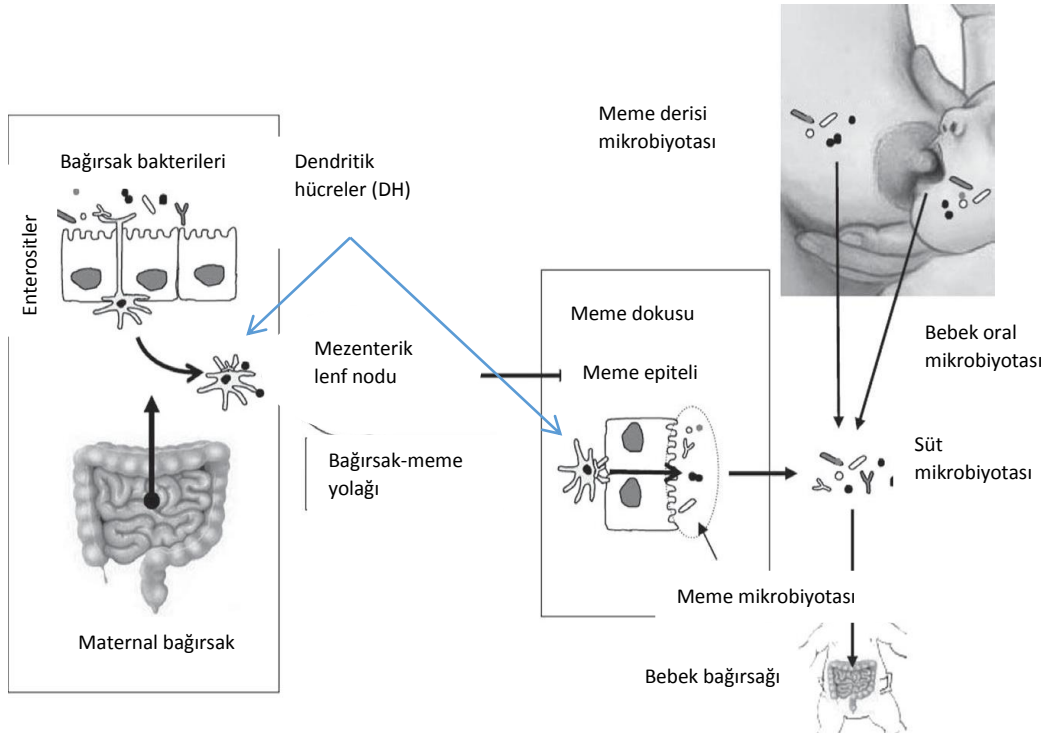 Meme derisi
mikrobiyotası
Bağırsak bakterileri
Dendritik
hücreler (DH)
Enterositler
Meme dokusu
Bebek oral
mikrobiyotası
Mezenterik
lenf nodu
Meme epiteli
Bağırsak-meme
yolağı
Süt
mikrobiyotası
Meme mikrobiyotası
Maternal bağırsak
Bebek bağırsağı